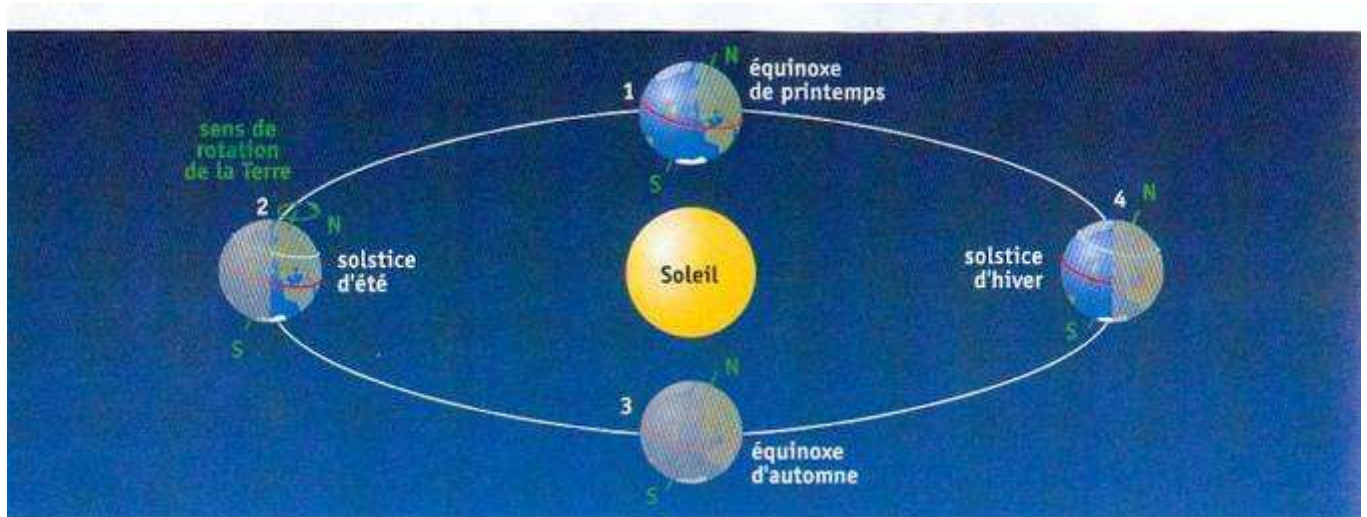 N
équinoxe
de printemps
1
S
sens de
rotation
de la Terre
2
N
solstice
d'été
S
Soleil
4
N
solstice
d'hiver
S
3
N
équinoxe
d'automne
S